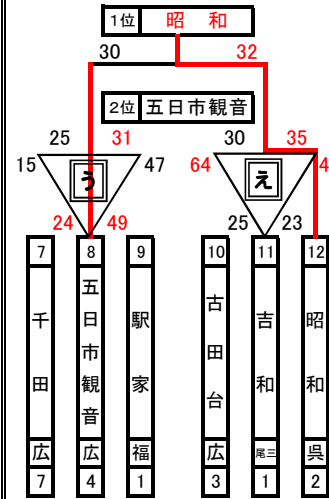 1位 昭和
30 32
2位 五日市観音
25 31 30 35
15 う 47 64 え 4
24 49 25 23
7 8 9 10 11 12
千田 五日市観音 駅家 古田台 吉和 昭和
広 広 福 広 尾三 呉
7 4 1 3 1 2